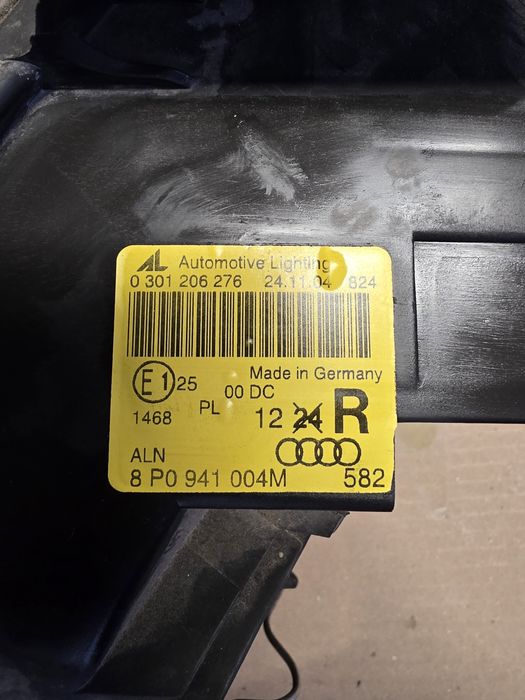 AL Automotive Lighting
0 301 206 276 24.11.04 824
E1 25 00 DC Made in Germany
1468 PL 12 24 R
ALN
8 P0 941 004M 582